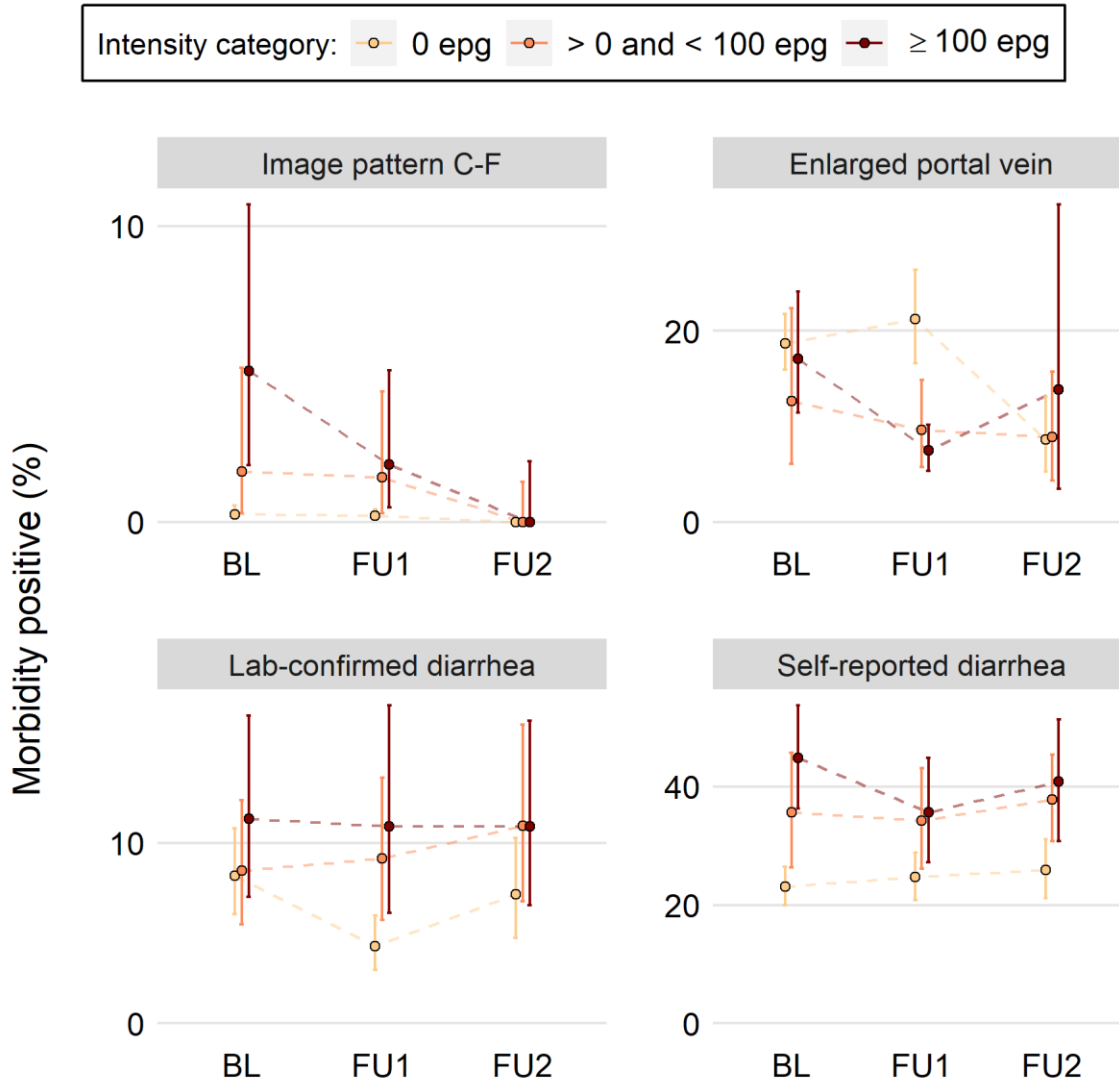 Intensity category: 0 epg > 0 and < 100 epg ≥ 100 epg
Image pattern C-F
Enlarged portal vein
10
0
BL FU1 FU2
20
0
BL FU1 FU2
Morbidity positive (%)
Lab-confirmed diarrhea
Self-reported diarrhea
10
0
BL FU1 FU2
40
20
0
BL FU1 FU2